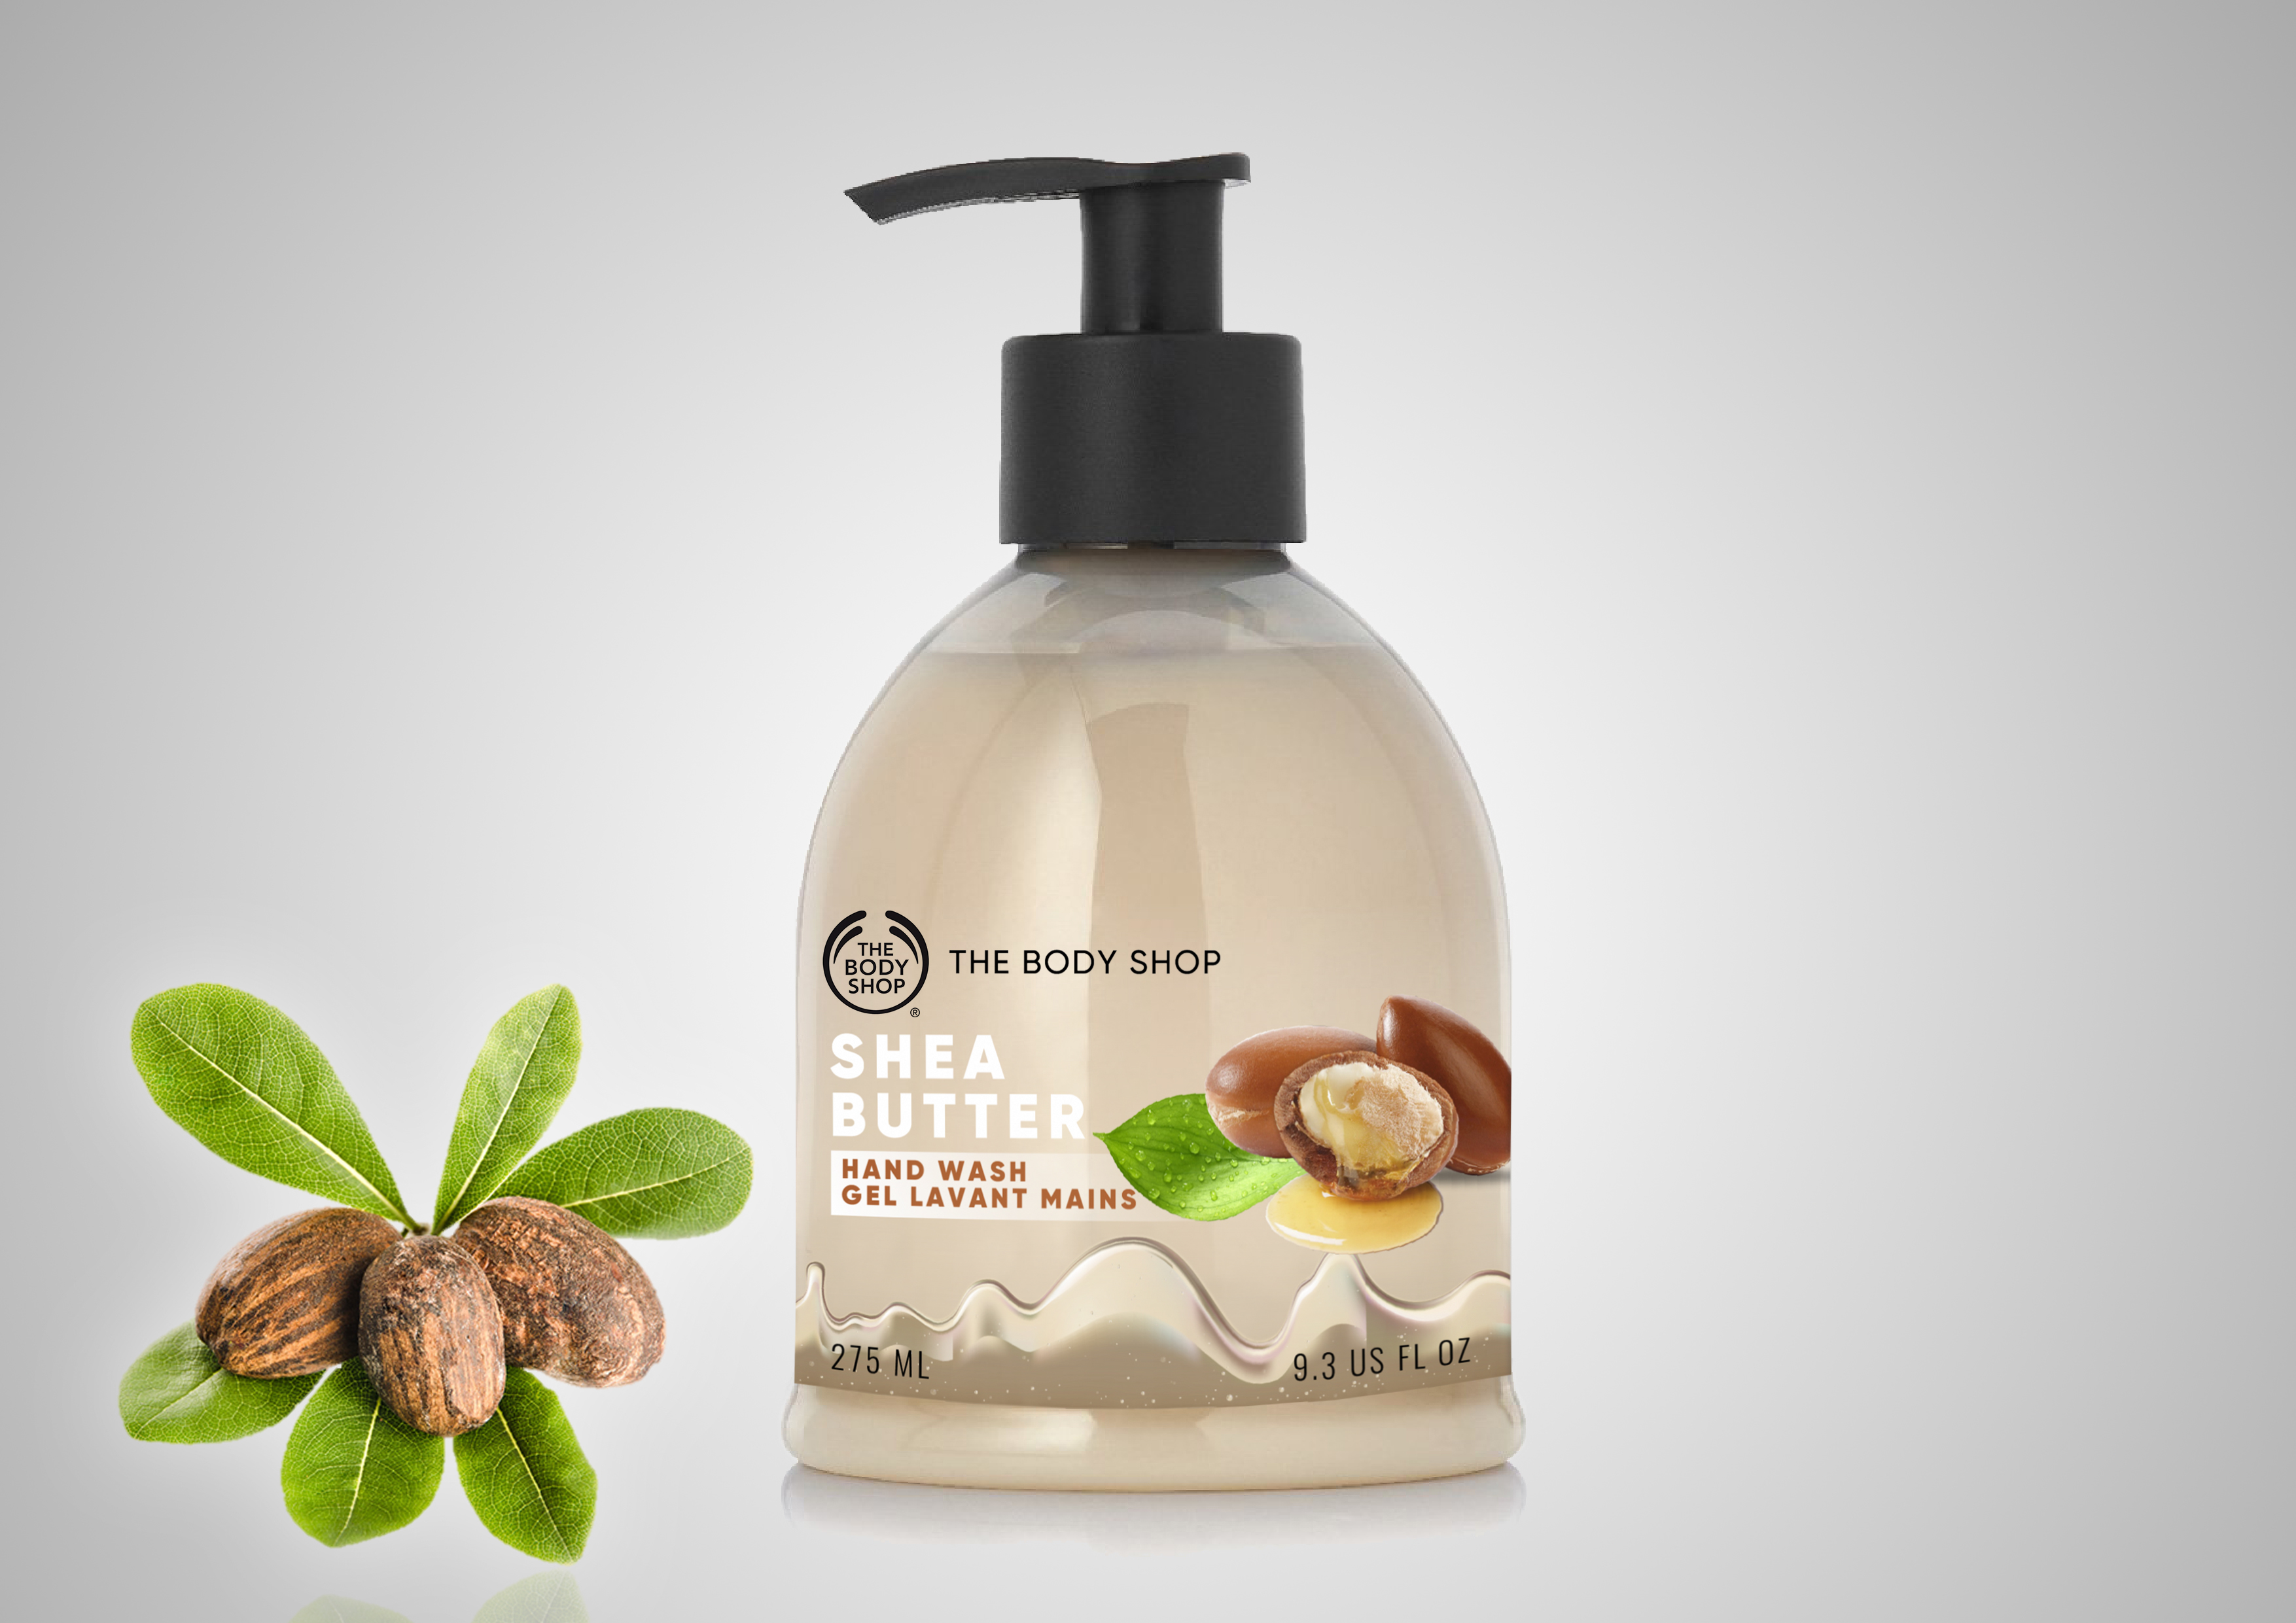 THE
BODY
SHOP
®
THE BODY SHOP
SHEA
BUTTER
HAND WASH
GEL LAVANT MAINS
275 ML
9.3 US FL OZ